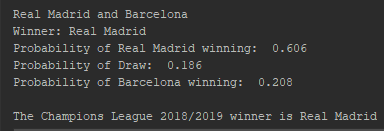 Real Madrid and Barcelona
Winner: Real Madrid
Probability of Real Madrid winning:  0.606
Probability of Draw:  0.186
Probability of Barcelona winning:  0.208
The Champions League 2018/2019 winner is Real Madrid